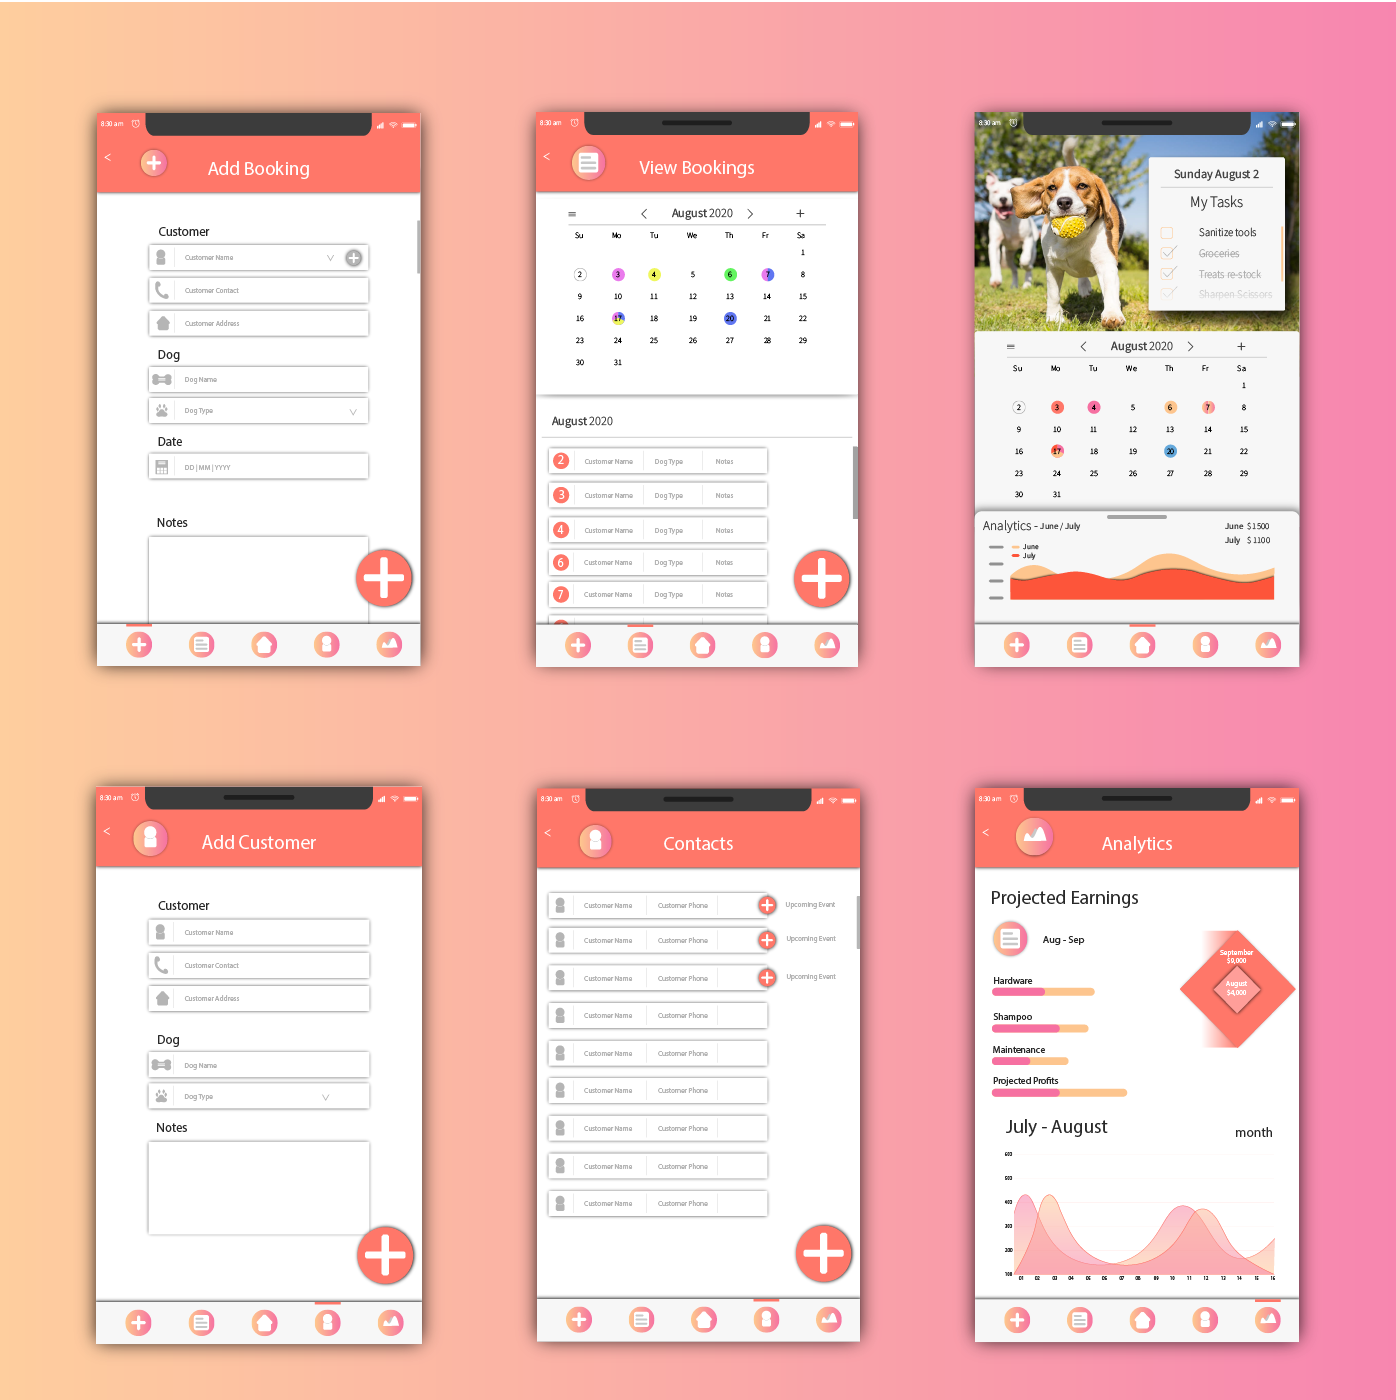 8:30 am
<
Add Booking
Customer
Customer Name
Customer Contact
Customer Address
Dog
Dog Name
Dog Type
Date
DD | MM | YYYY
Notes
8:30 am
<
View Bookings
August 2020
Su Mo Tu We Th Fr Sa
1
2 3 4 5 6 7 8
9 10 11 12 13 14 15
16 17 18 19 20 21 22
23 24 25 26 27 28 29
30 31
August 2020
2 Customer Name Dog Type Notes
3 Customer Name Dog Type Notes
4 Customer Name Dog Type Notes
6 Customer Name Dog Type Notes
7 Customer Name Dog Type Notes
8:30 am
Sunday August 2
My Tasks
Sanitize tools
Groceries
Treats re-stock
Sharpen Scissors
August 2020
Su Mo Tu We Th Fr Sa
1
2 3 4 5 6 7 8
9 10 11 12 13 14 15
16 17 18 19 20 21 22
23 24 25 26 27 28 29
30 31
Analytics - June / July
June $1500
July $1100
June
July
8:30 am
<
Add Customer
Customer
Customer Name
Customer Contact
Customer Address
Dog
Dog Name
Dog Type
Notes
8:30 am
<
Contacts
Customer Name Customer Phone Upcoming Event
Customer Name Customer Phone Upcoming Event
Customer Name Customer Phone Upcoming Event
Customer Name Customer Phone
Customer Name Customer Phone
Customer Name Customer Phone
Customer Name Customer Phone
Customer Name Customer Phone
Customer Name Customer Phone
8:30 am
<
Analytics
Projected Earnings
Aug - Sep
September
$9,000
August
$4,000
Hardware
Shampoo
Maintenance
Projected Profits
July - August
month
600
500
400
300
200
100
01 02 03 04 05 06 07 08 09 10 11 12 13 14 15 16